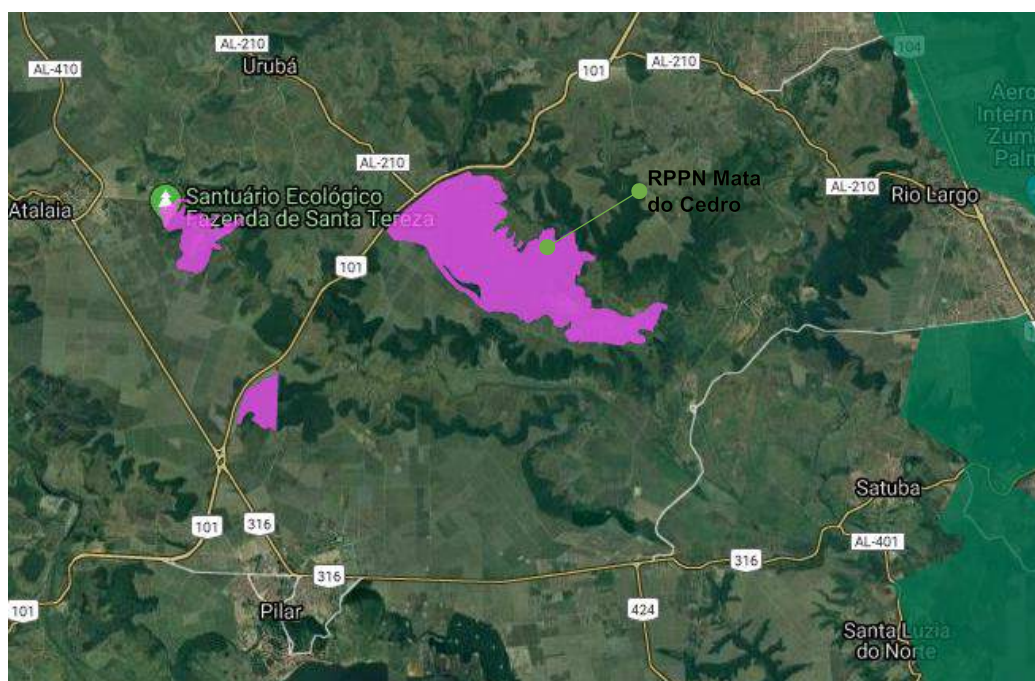 AL-210
104
Urubá
AL-210
AL-410
101
Aero
Intern
Zum
Paln
AL-210
RPPN Mata
do Cedro
AL-210
Santuário Ecológico
Fazenda de Santa Tereza
Rio Largo
Atalaia
101
Satuba
101
316
AL-401
316
316
101
Pilar
424
Santa Luzia
do Norte